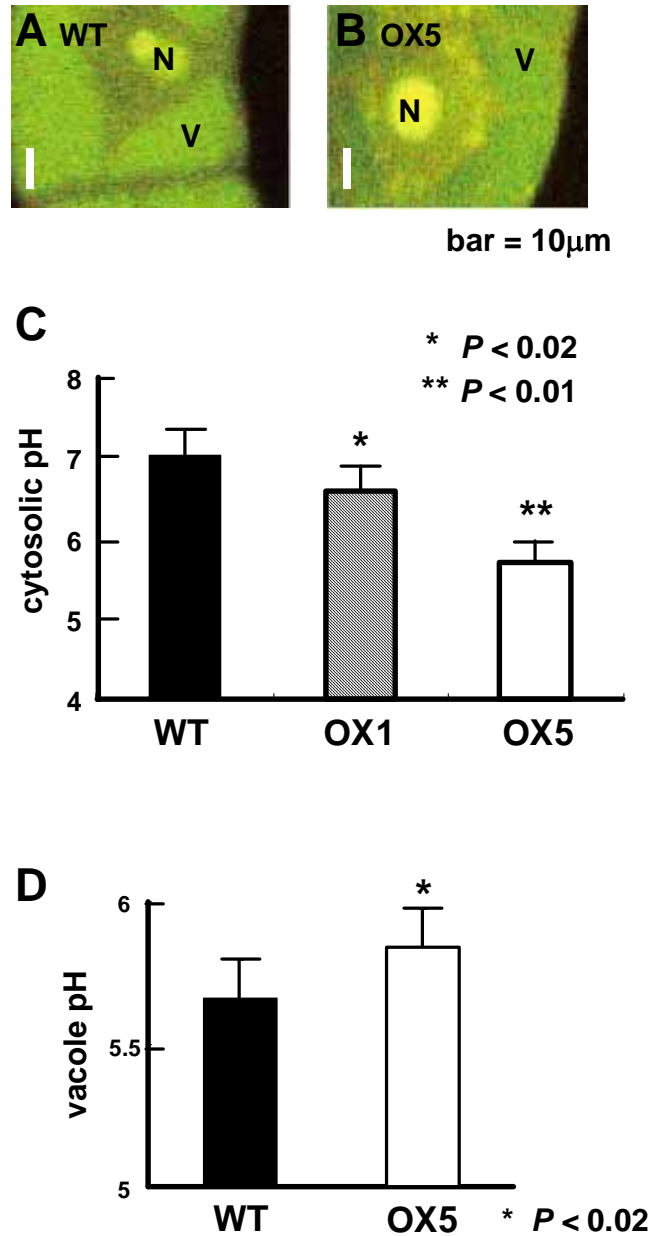 A WT
N
V
B OX5
V
N
bar = 10μm
C
* P < 0.02
** P < 0.01
cytosolic pH
8
7
6
5
4
*
**
WT OX1 OX5
D
vacole pH
6
5.5
5
*
WT OX5
* P < 0.02